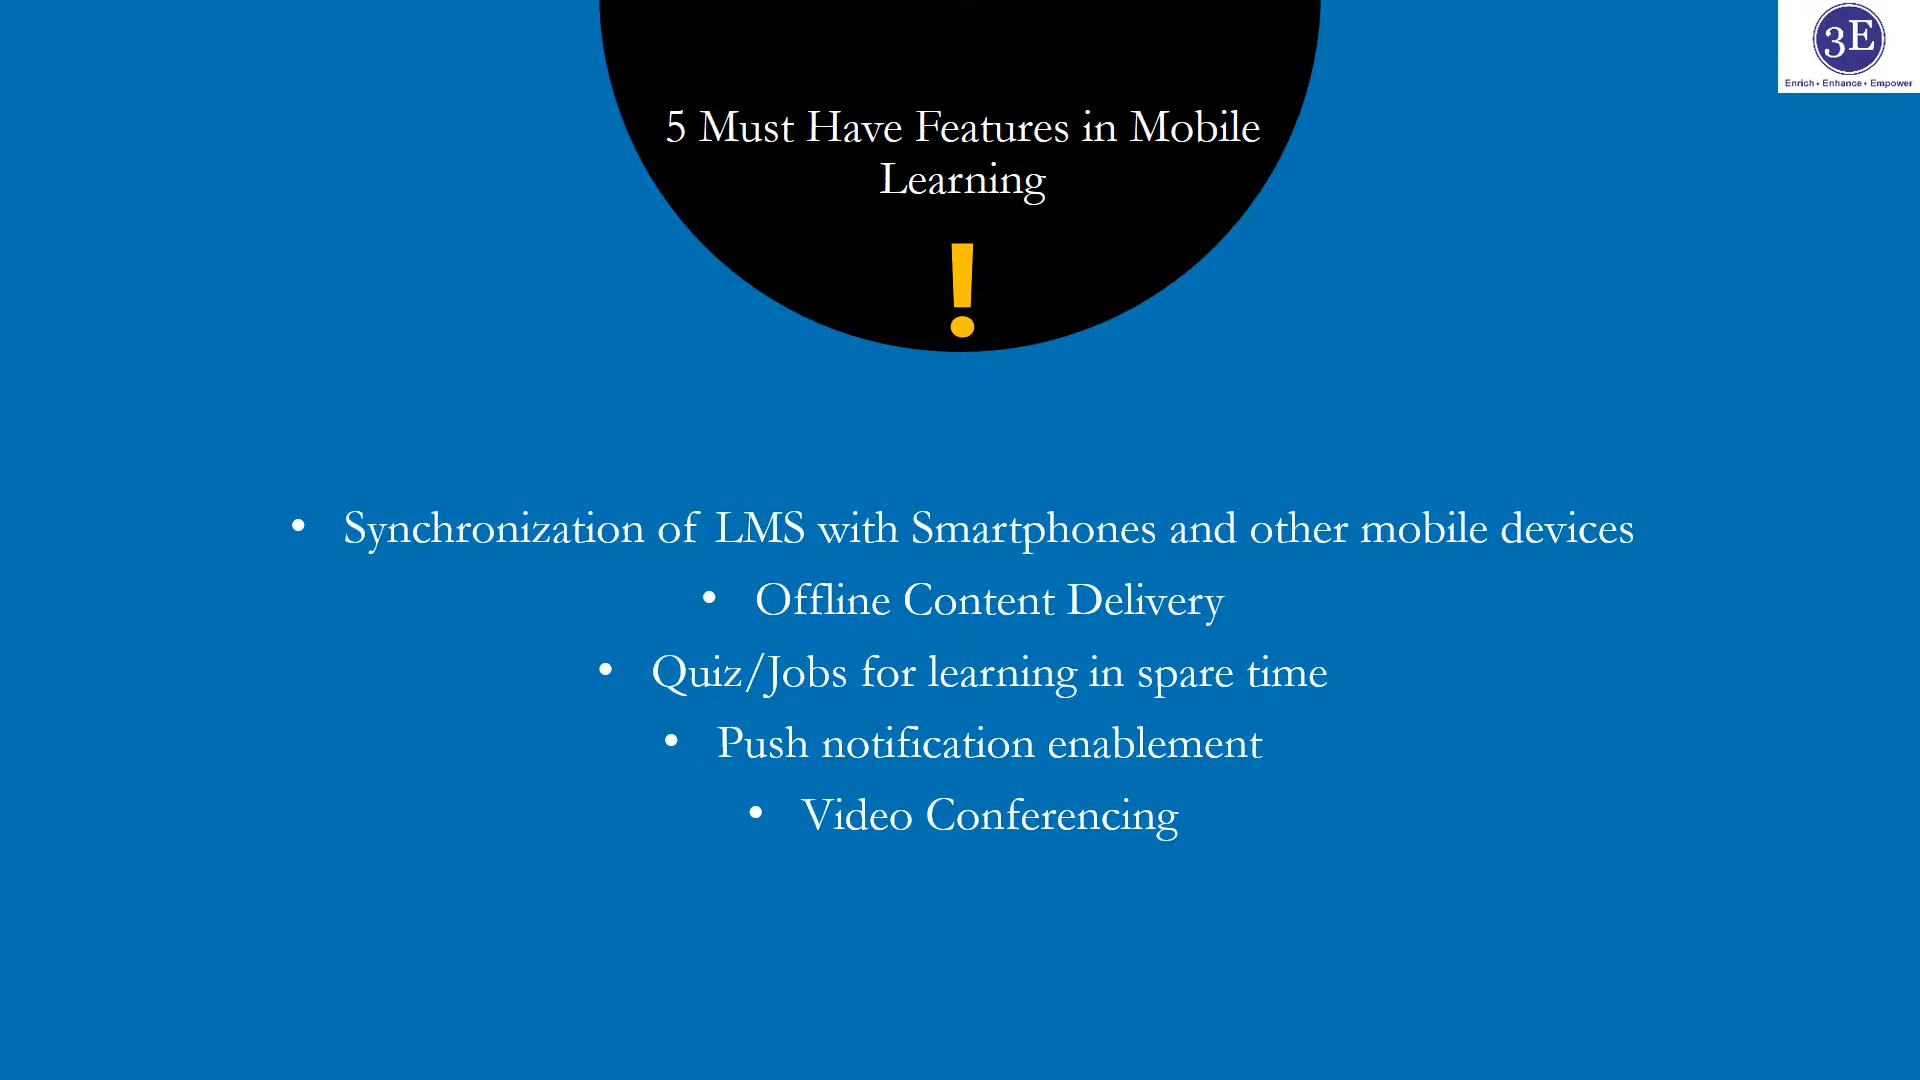 3E
Enrich • Enhance • Empower
5 Must Have Features in Mobile
Learning
!
• Synchronization of LMS with Smartphones and other mobile devices
• Offline Content Delivery
• Quiz/Jobs for learning in spare time
• Push notification enablement
• Video Conferencing